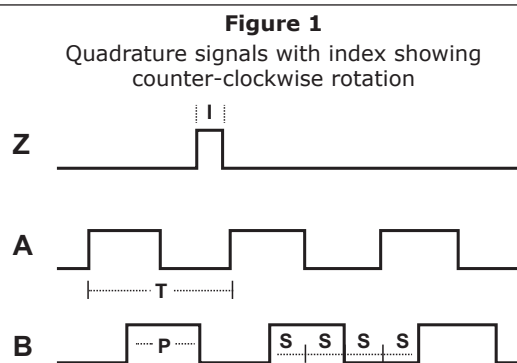 Figure 1
Quadrature signals with index showing
counter-clockwise rotation
I
Z
A
T
B
P
S S S S